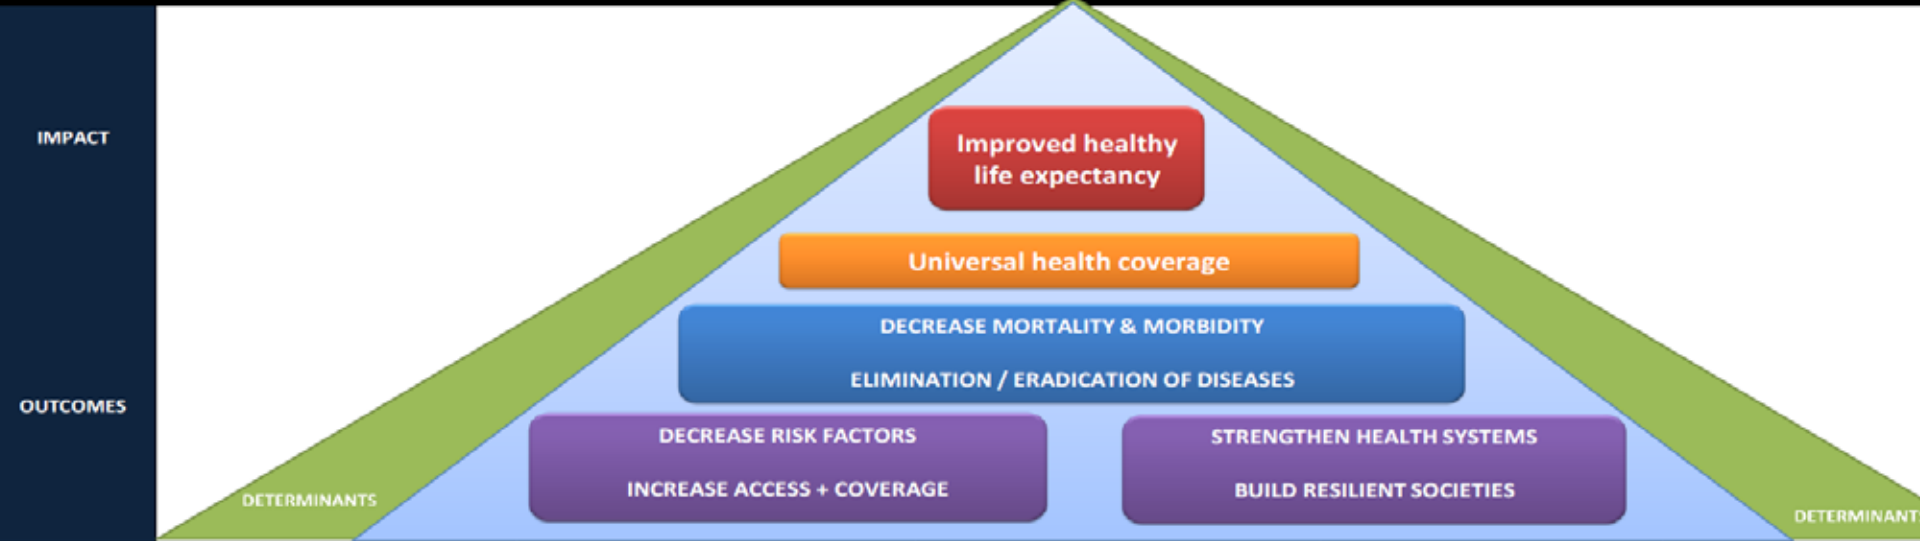 IMPACT
Improved healthy
life expectancy
Universal health coverage
DECREASE MORTALITY & MORBIDITY
ELIMINATION / ERADICATION OF DISEASES
OUTCOMES
DECREASE RISK FACTORS
INCREASE ACCESS + COVERAGE
STRENGTHEN HEALTH SYSTEMS
BUILD RESILIENT SOCIETIES
DETERMINANTS
DETERMINANTS